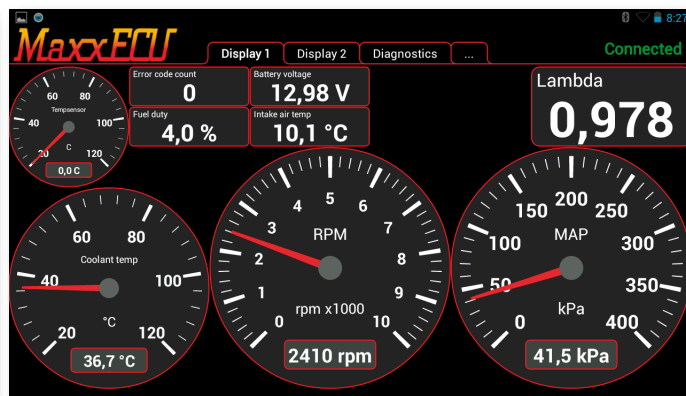 8:27
MaxxECU
Display 1 Display 2 Diagnostics ...
Connected
Error code count
0
Battery voltage
12,98 V
Fuel duty
4,0 %
Intake air temp
10,1 °C
Lambda
0,978
20 40 60 80 100 120
Tempsensor
C
0,0 C
20 40 60 80 100 120
Coolant temp
°C
36,7 °C
0 1 2 3 4 5 6 7 8 9 10
RPM
rpm x1000
2410 rpm
0 50 100 150 200 250 300 350 400
MAP
kPa
41,5 kPa